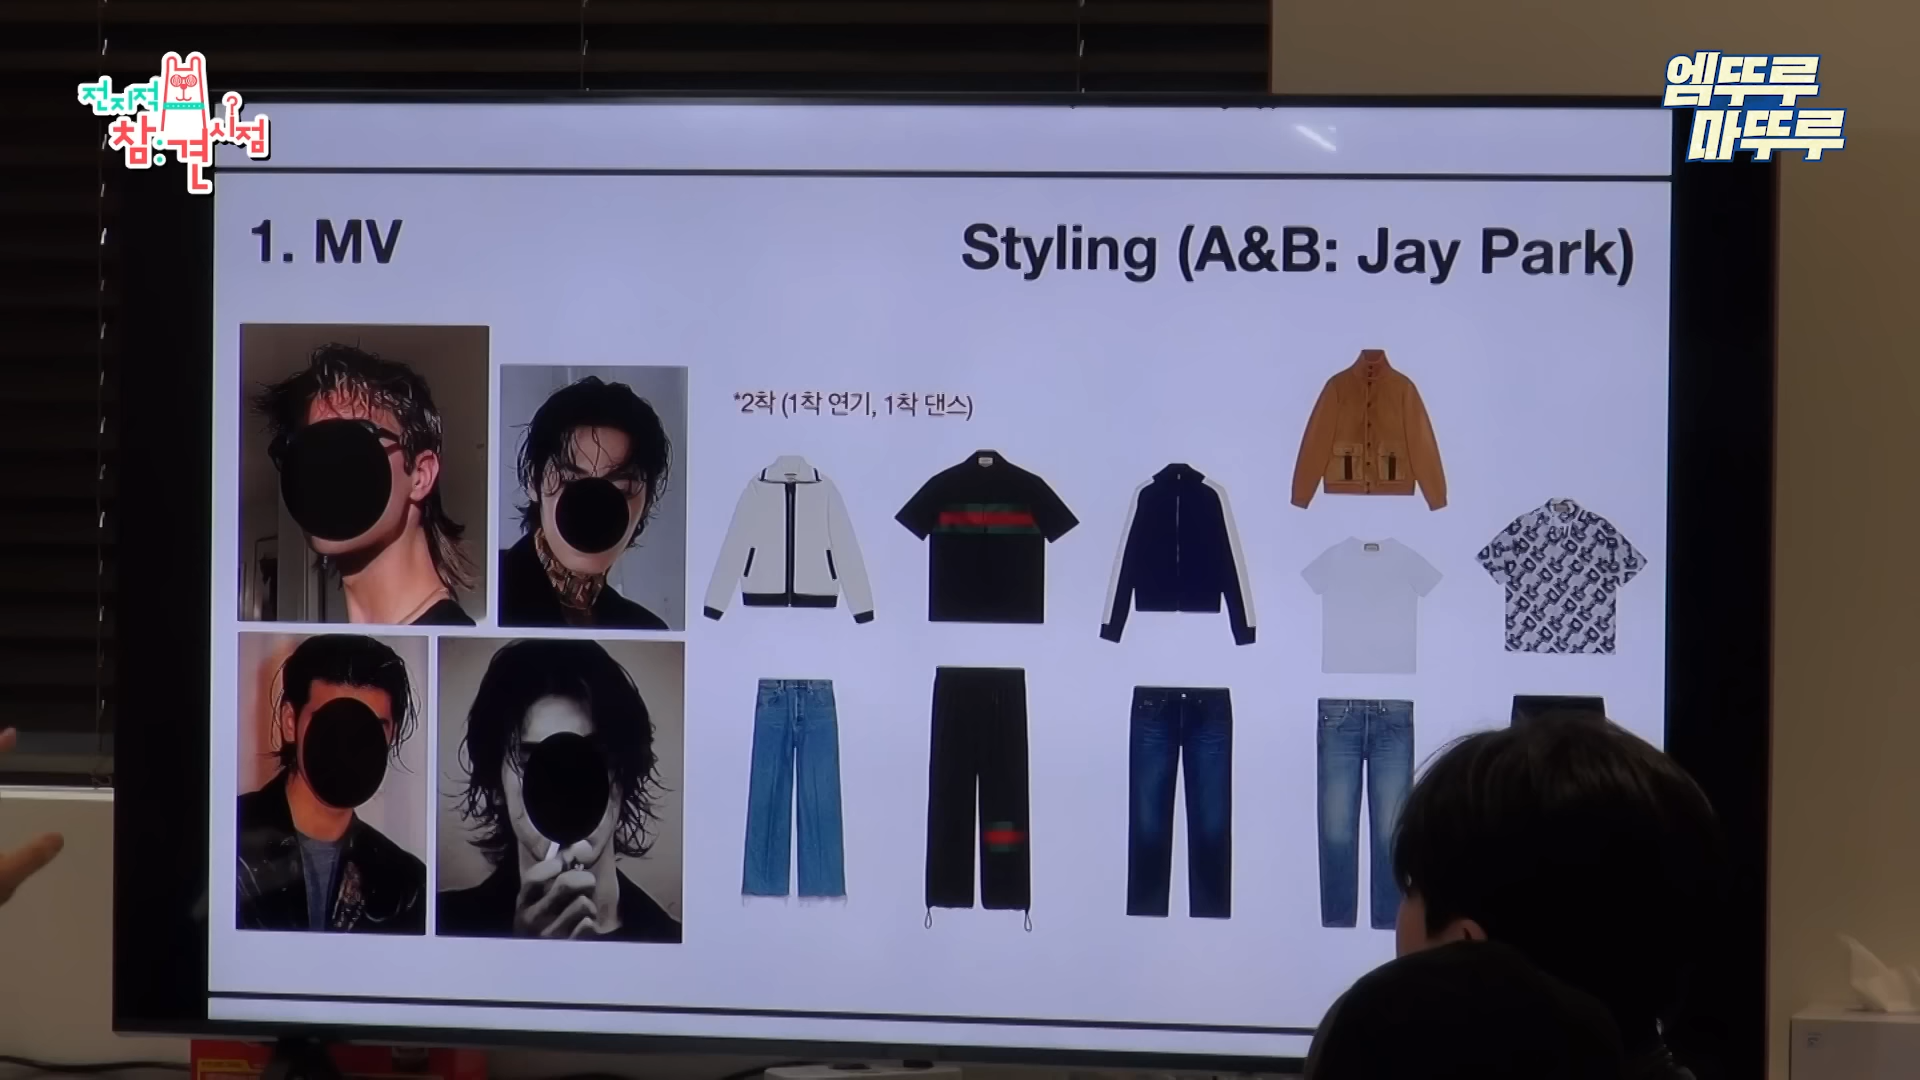 전지적
참견
시점
엠뚜루
마뚜루
1. MV
Styling (A&B: Jay Park)
*2착 (1착 연기, 1착 댄스)